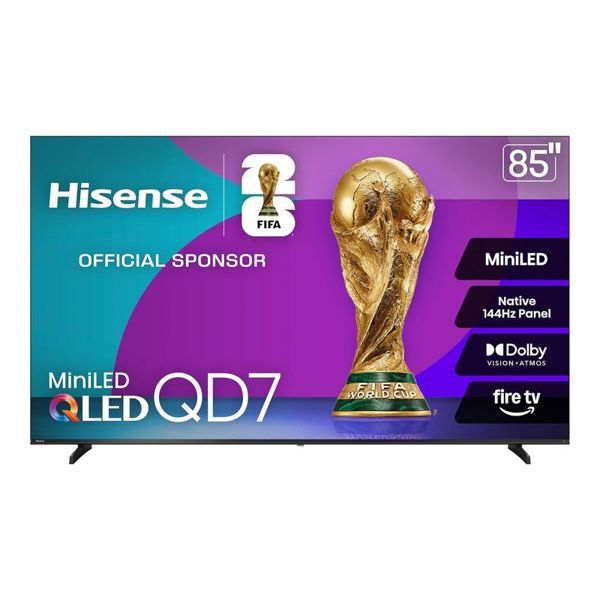 Hisense
FIFA
OFFICIAL SPONSOR
85"
MiniLED
Native
144Hz Panel
Dolby
VISION•ATMOS
fire tv
MiniLED
QLED QD7
FIFA
WORLD CUP